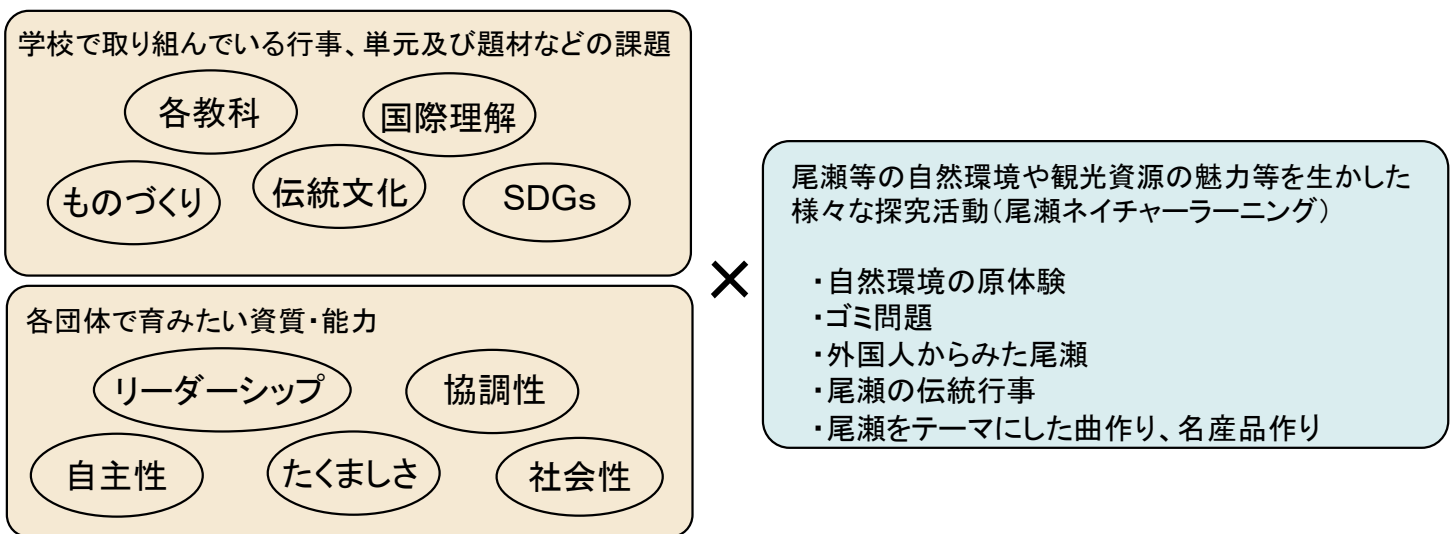 学校で取り組んでいる行事、単元及び題材などの課題
各教科
国際理解
ものづくり
伝統文化
SDGs
各団体で育みたい資質・能力
リーダーシップ
協調性
自主性
たくましさ
社会性
×
尾瀬等の自然環境や観光資源の魅力等を生かした
様々な探究活動（尾瀬ネイチャーラーニング）
・自然環境の原体験
・ゴミ問題
・外国人からみた尾瀬
・尾瀬の伝統行事
・尾瀬をテーマにした曲作り、名産品作り